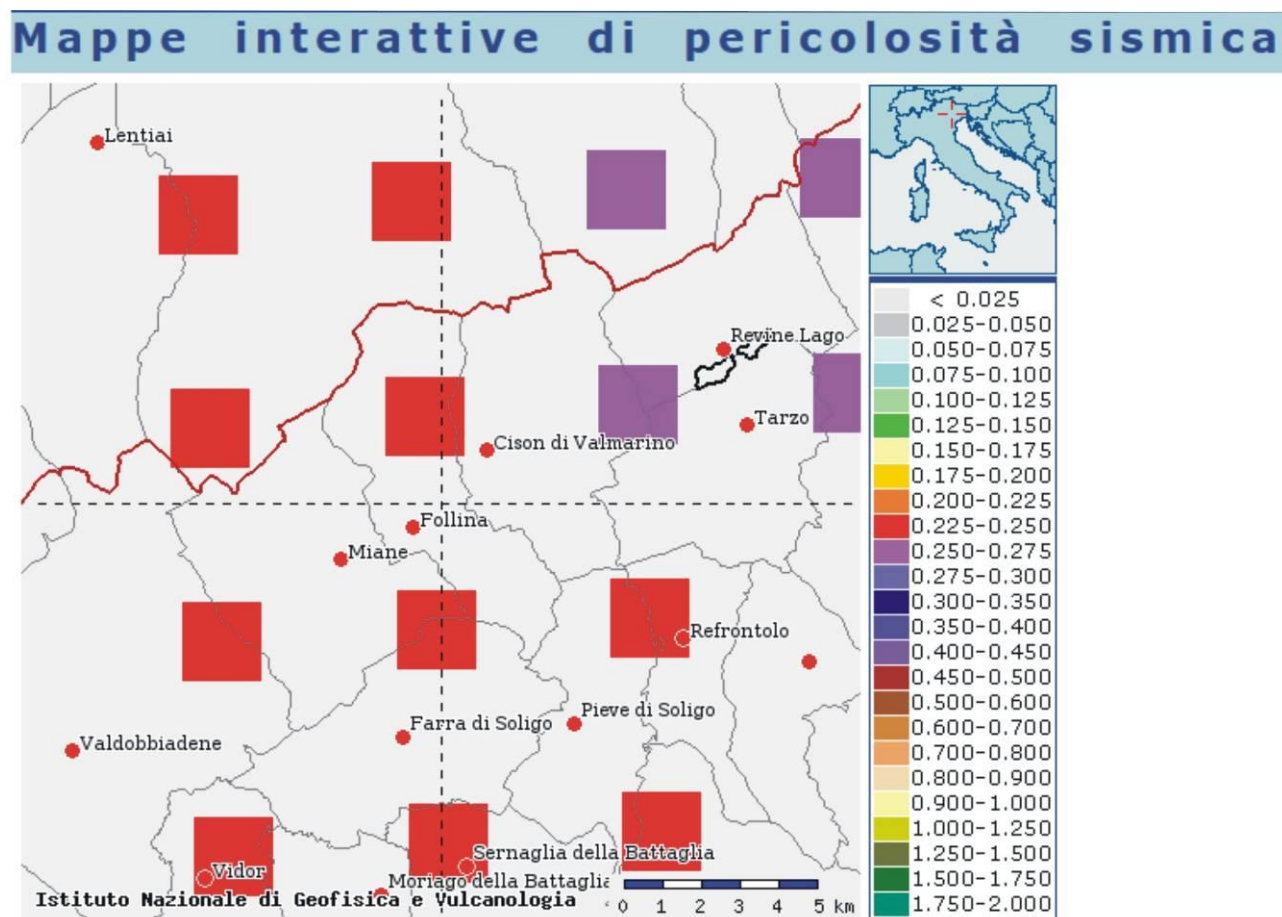 Mappe interattive di pericolosità sismica
Lentiai
Revine Lago
Tarzo
Cison di Valmarino
Follina
Miane
Refrontolo
Pieve di Soligo
Farra di Soligo
Valdobbiadene
Sernaglia della Battaglia
Vidor
Moriago della Battaglia
Istituto Nazionale di Geofisica e Vulcanologia
0 1 2 3 4 5 km
< 0.025
0.025-0.050
0.050-0.075
0.075-0.100
0.100-0.125
0.125-0.150
0.150-0.175
0.175-0.200
0.200-0.225
0.225-0.250
0.250-0.275
0.275-0.300
0.300-0.350
0.350-0.400
0.400-0.450
0.450-0.500
0.500-0.600
0.600-0.700
0.700-0.800
0.800-0.900
0.900-1.000
1.000-1.250
1.250-1.500
1.500-1.750
1.750-2.000